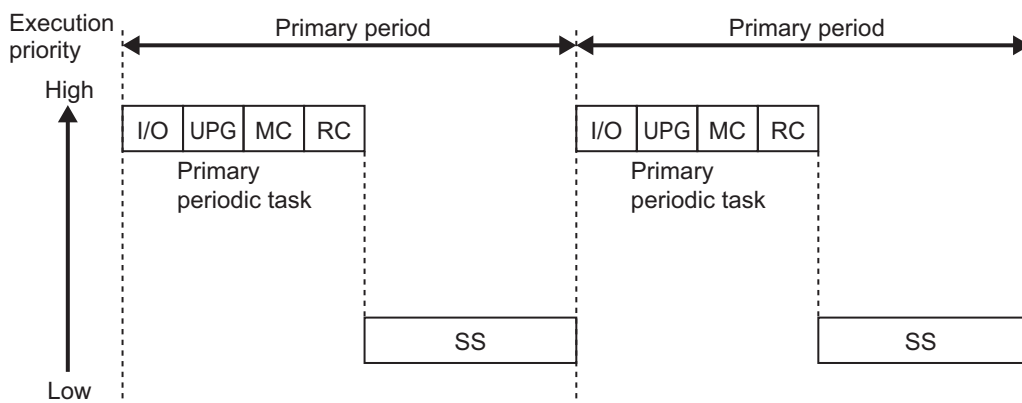 Execution
priority
Primary period
Primary period
High
I/O
UPG
MC
RC
I/O
UPG
MC
RC
Primary
periodic task
Primary
periodic task
SS
SS
Low